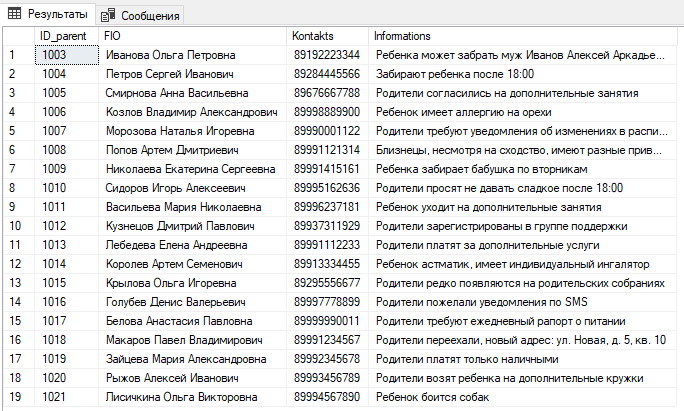 Результаты Сообщения
ID_parent FIO Kontakts Informations
1 1003 Иванова Ольга Петровна 89192223344 Ребенка может забрать муж Иванов Алексей Аркадье...
2 1004 Петров Сергей Иванович 89284445566 Забирают ребенка после 18:00
3 1005 Смирнова Анна Васильевна 89676667788 Родители согласились на дополнительные занятия
4 1006 Козлов Владимир Александрович 89998889900 Ребенок имеет аллергию на орехи
5 1007 Морозова Наталья Игоревна 89990001122 Родители требуют уведомления об изменениях в распи...
6 1008 Попов Артем Дмитриевич 89991121314 Близнецы, несмотря на сходство, имеют разные прив...
7 1009 Николаева Екатерина Сергеевна 89991415161 Ребенка забирает бабушка по вторникам
8 1010 Сидоров Игорь Алексеевич 89995162636 Родители просят не давать сладкое после 18:00
9 1011 Васильева Мария Николаевна 89996237181 Ребенок уходит на дополнительные занятия
10 1012 Кузнецов Дмитрий Павлович 89937311929 Родители зарегистрированы в группе поддержки
11 1013 Лебедева Елена Андреевна 89991112233 Родители платят за дополнительные услуги
12 1014 Королев Артем Семенович 89913334455 Ребенок астматик, имеет индивидуальный ингалятор
13 1015 Крылова Ольга Игоревна 89295556677 Родители редко появляются на родительских собраниях
14 1016 Голубев Денис Валерьевич 89997778899 Родители пожелали уведомления по SMS
15 1017 Белова Анастасия Павловна 89999990011 Родители требуют ежедневный рапорт о питании
16 1018 Макаров Павел Владимирович 89991234567 Родители переехали, новый адрес: ул. Новая, д. 5, кв. 10
17 1019 Зайцева Мария Александровна 89992345678 Родители платят только наличными
18 1020 Рыжов Алексей Иванович 89993456789 Родители возят ребенка на дополнительные кружки
19 1021 Лисичкина Ольга Викторовна 89994567890 Ребенок боится собак